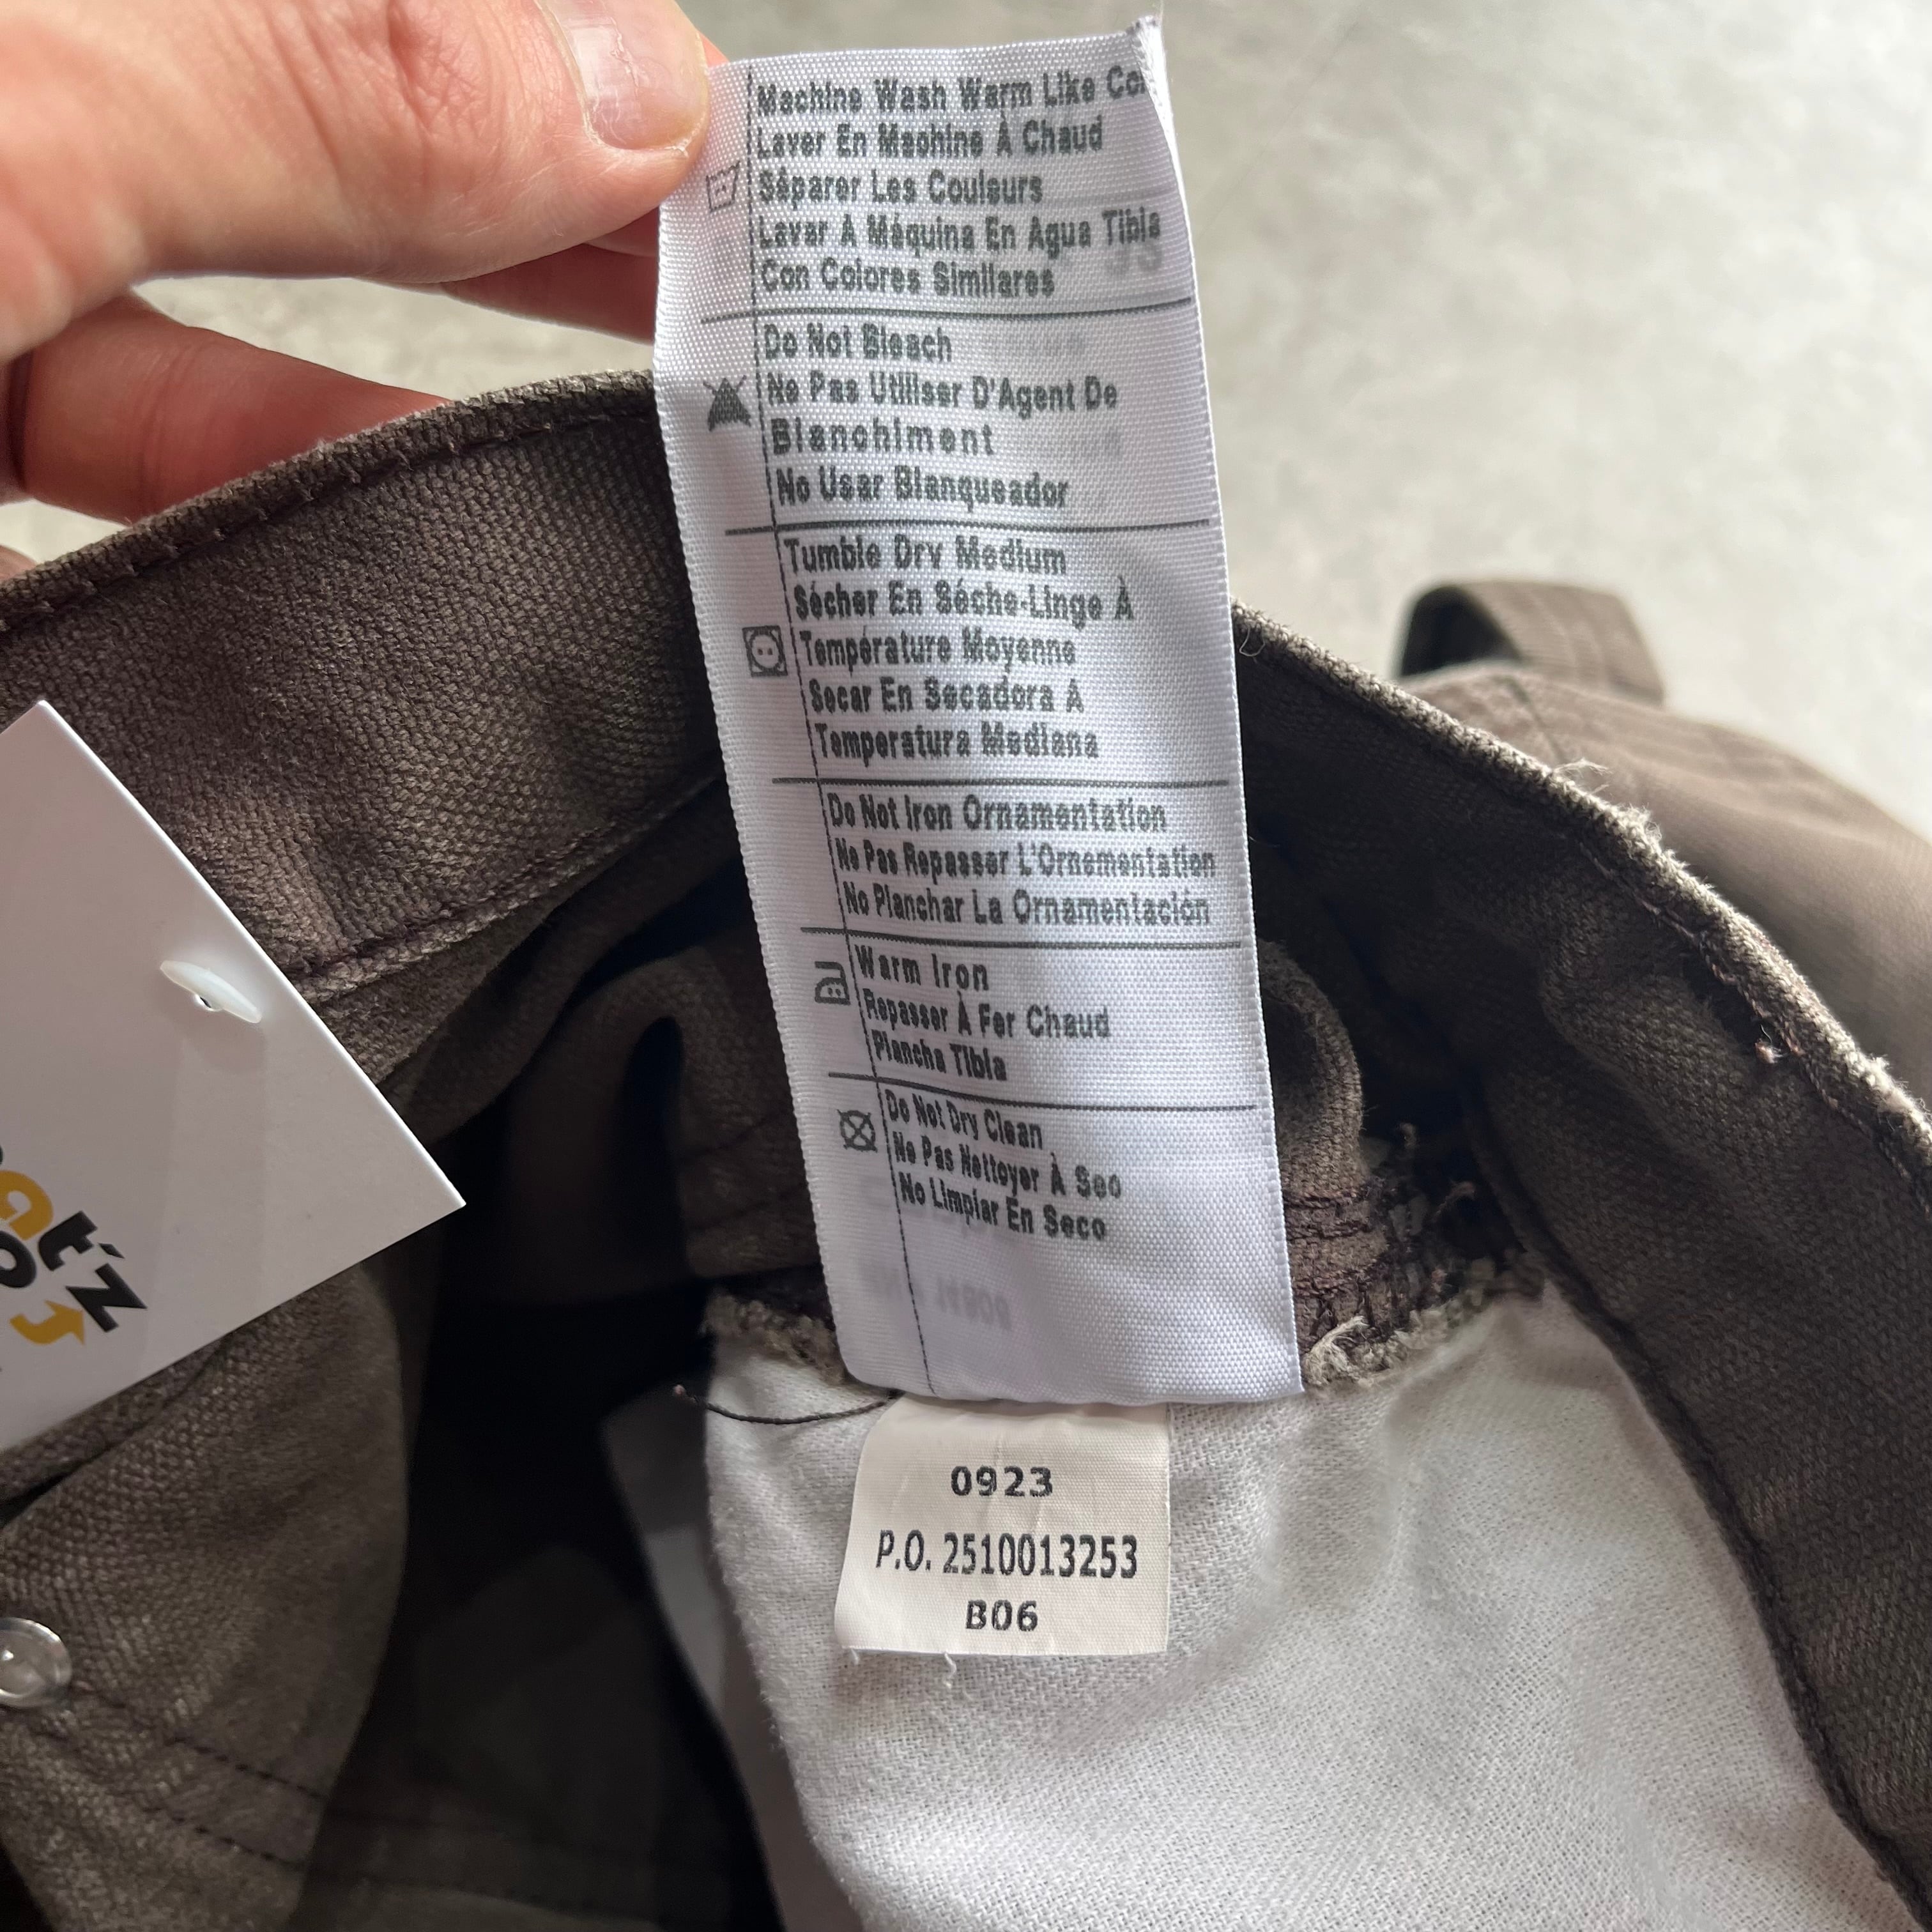 Machine Wash Warm Like
Laver En Machine À Chaud
Séparer Les Couleurs
Lavar A Máquina En Agua Tibia
Con Colores Similares
Do Not Bleach
Ne Pas Utiliser D'Agent De
Blanchiment
No Usar Blanqueador
Tumble Dry Medium
Sécher En Sèche-Linge À
Température Moyenne
Secar En Secadora A
Temperatura Mediana
Do Not Iron Ornamentation
Ne Pas Repasser L'Ornementation
No Planchar La Ornamentación
Warm Iron
Repasser À Fer Chaud
Plancha Tibia
Do Not Dry Clean
Ne Pas Nettoyer À Sec
No Limpiar En Seco
0923
P.O. 2510013253
B06